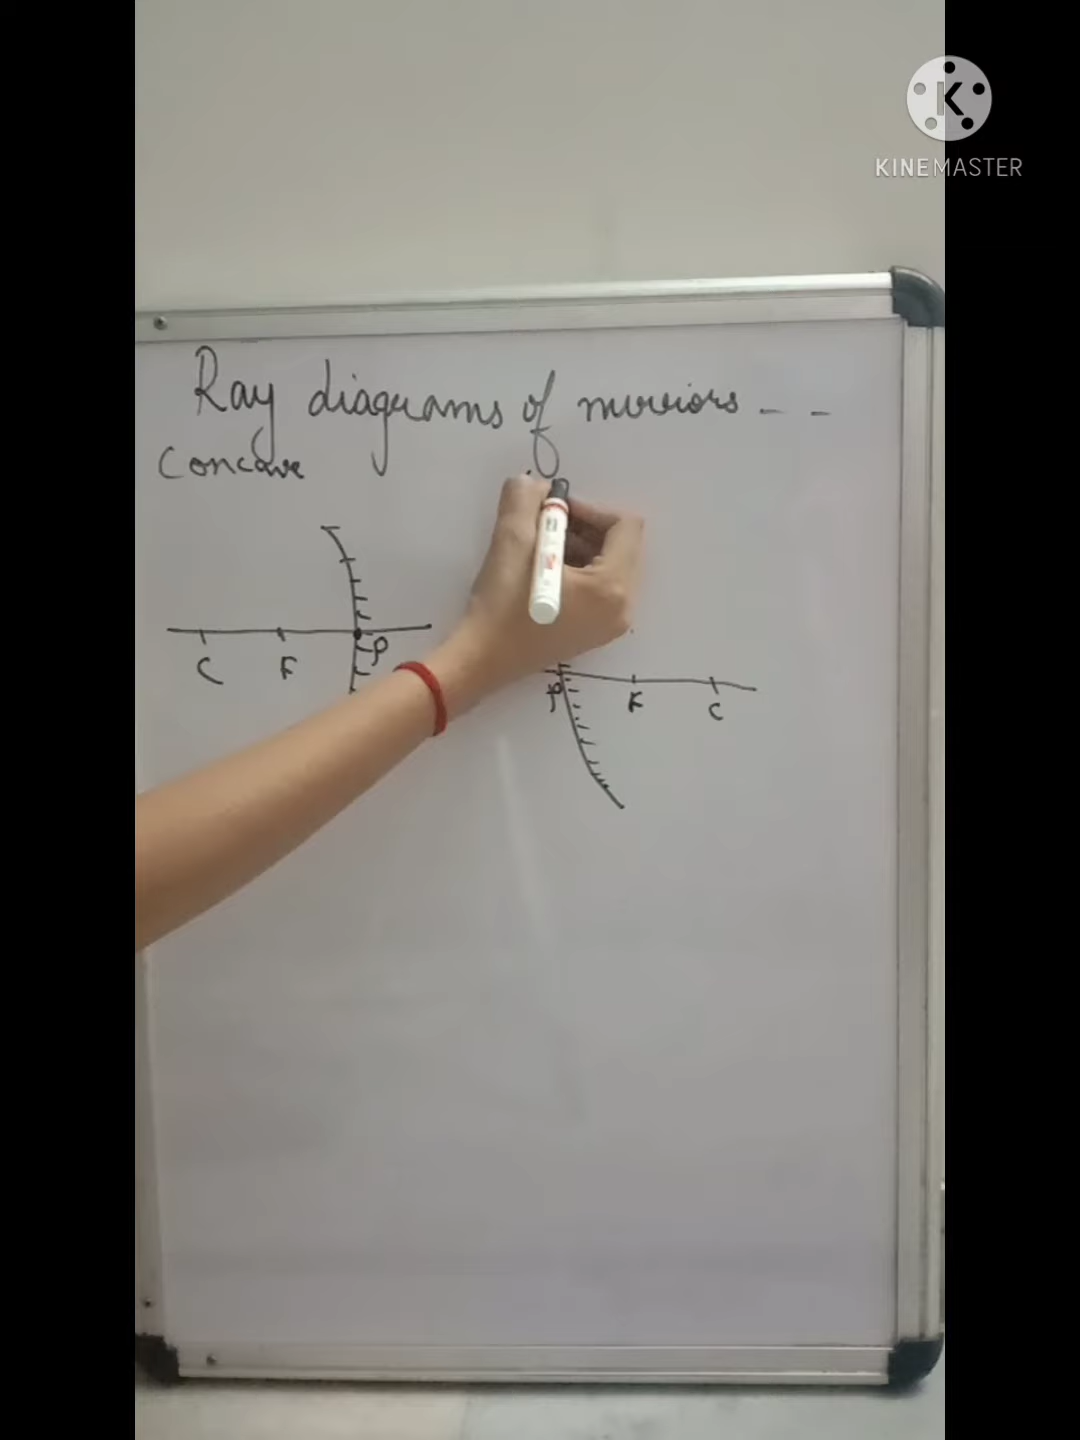 KINEMASTER
Ray diagrams of mirrors - -
concave
C F P
P F C